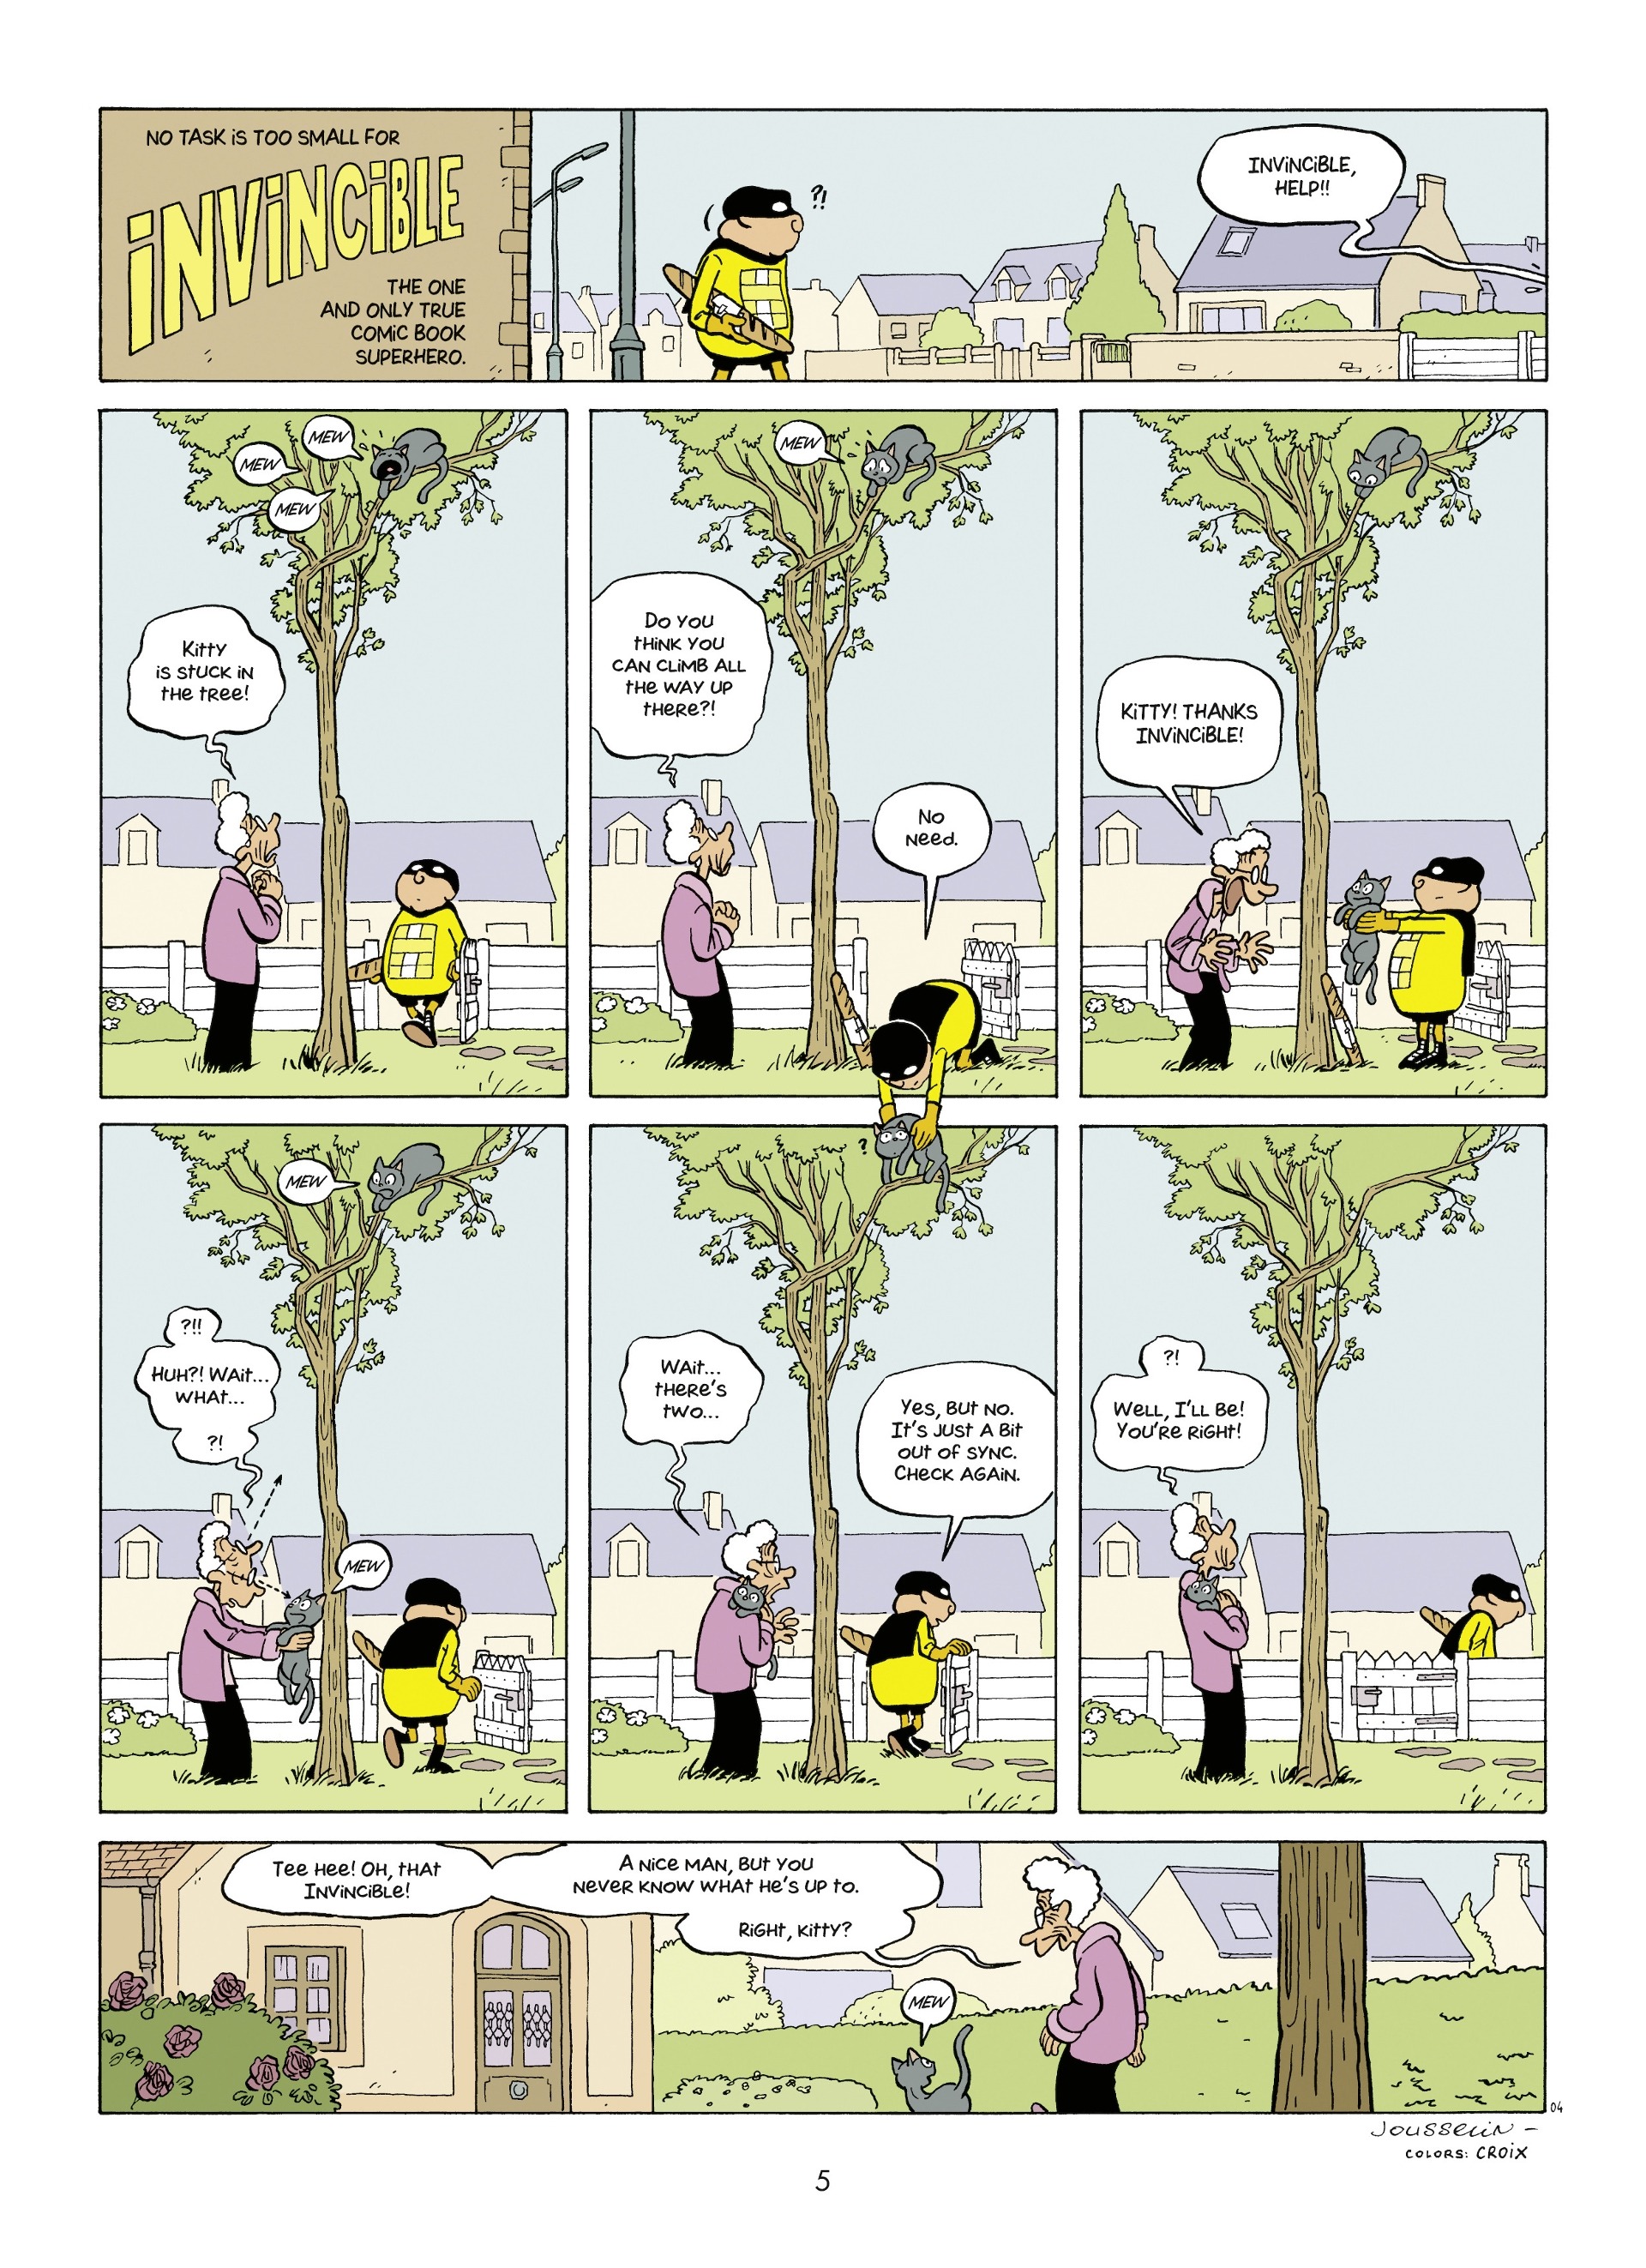 NO TASK iS TOO SMALL FOR
iNViNCiBLE
THE ONE
AND ONLY TRUE
COMiC BOOK
SUPERHERO.
?!
INViNCiBLE,
HELP!!
MEW
MEW
MEW
Kitty
iS StUCK iN
tHE tREE!
MEW
Do YOU
tHiNK YOU
CAN CLiMB ALL
tHE WAY UP
tHERE?!
No
NEED.
KiTTY! THANKS
INViNCiBLE!
MEW
?!!
HUH?! WAit...
WHAt...
?!
MEW
?
WAit...
tHERE'S
tWO...
YES, BUt NO.
It'S JUSt A Bit
OUt OF SYNC.
CHECK AGAiN.
?!
WELL, I'LL BE!
YOU'RE RiGHt!
TEE HEE! OH, tHAt
INViNCiBLE!
A NiCE MAN, BUt YOU
NEVER KNOW WHAt HE'S UP tO.
RiGHt, KittY?
MEW
04
JOUSSELIN -
COLORS: CROiX
5